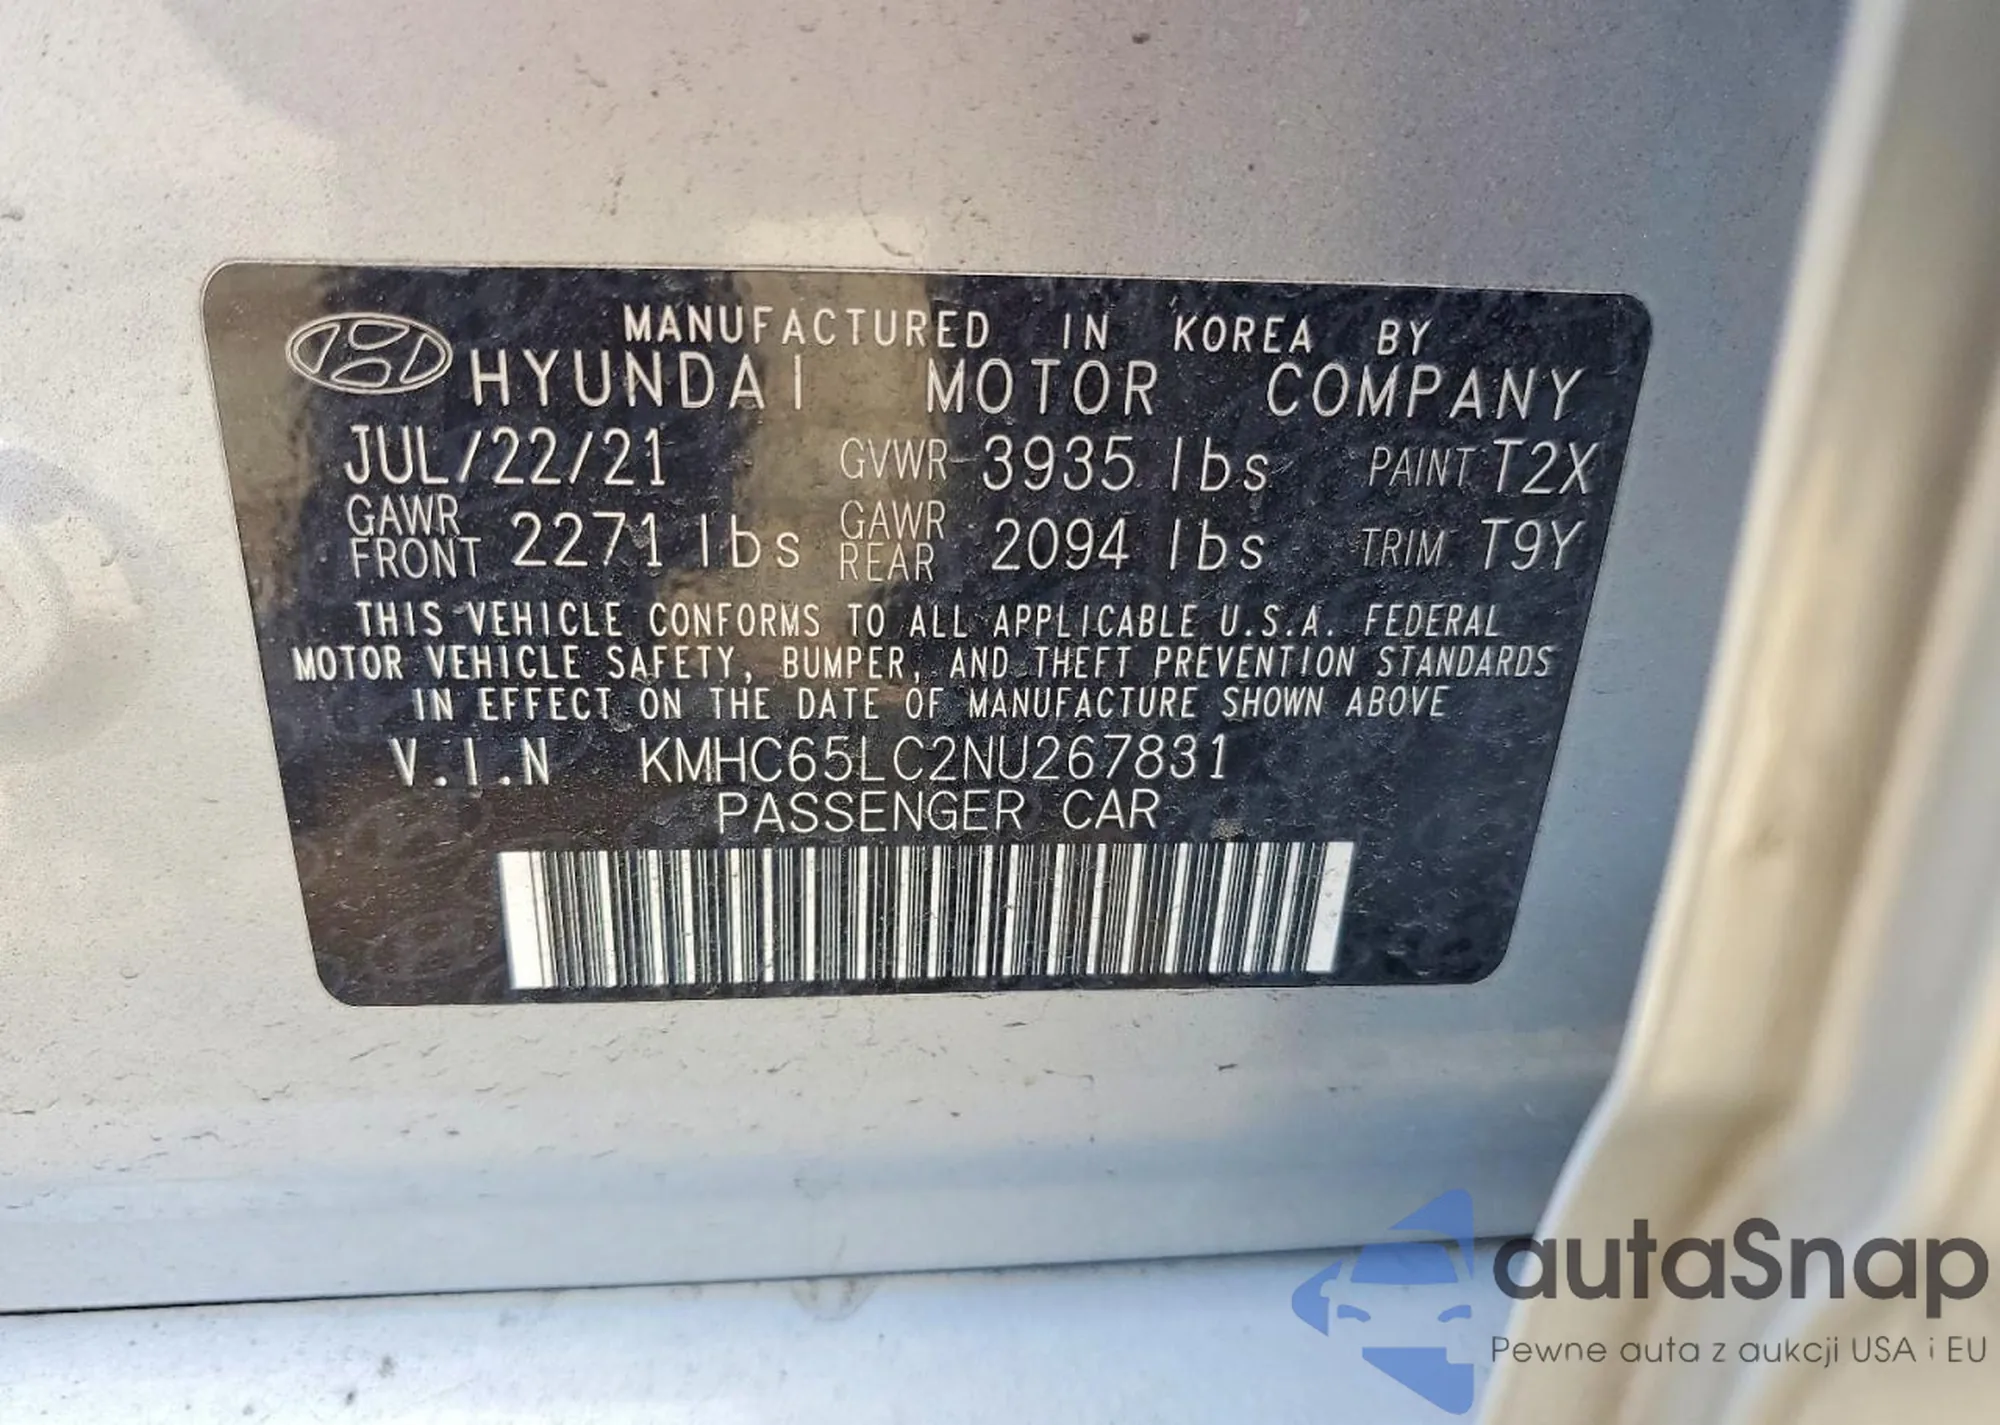 MANUFACTURED IN KOREA BY
HYUNDAI MOTOR COMPANY
JUL/22/21 GVWR 3935 lbs PAINT T2X
GAWR FRONT 2271 lbs GAWR REAR 2094 lbs TRIM T9Y
THIS VEHICLE CONFORMS TO ALL APPLICABLE U.S.A. FEDERAL
MOTOR VEHICLE SAFETY, BUMPER, AND THEFT PREVENTION STANDARDS
IN EFFECT ON THE DATE OF MANUFACTURE SHOWN ABOVE
V.I.N KMHC65LC2NU267831
PASSENGER CAR
autaSnap
Pewne auta z aukcji USA i EU